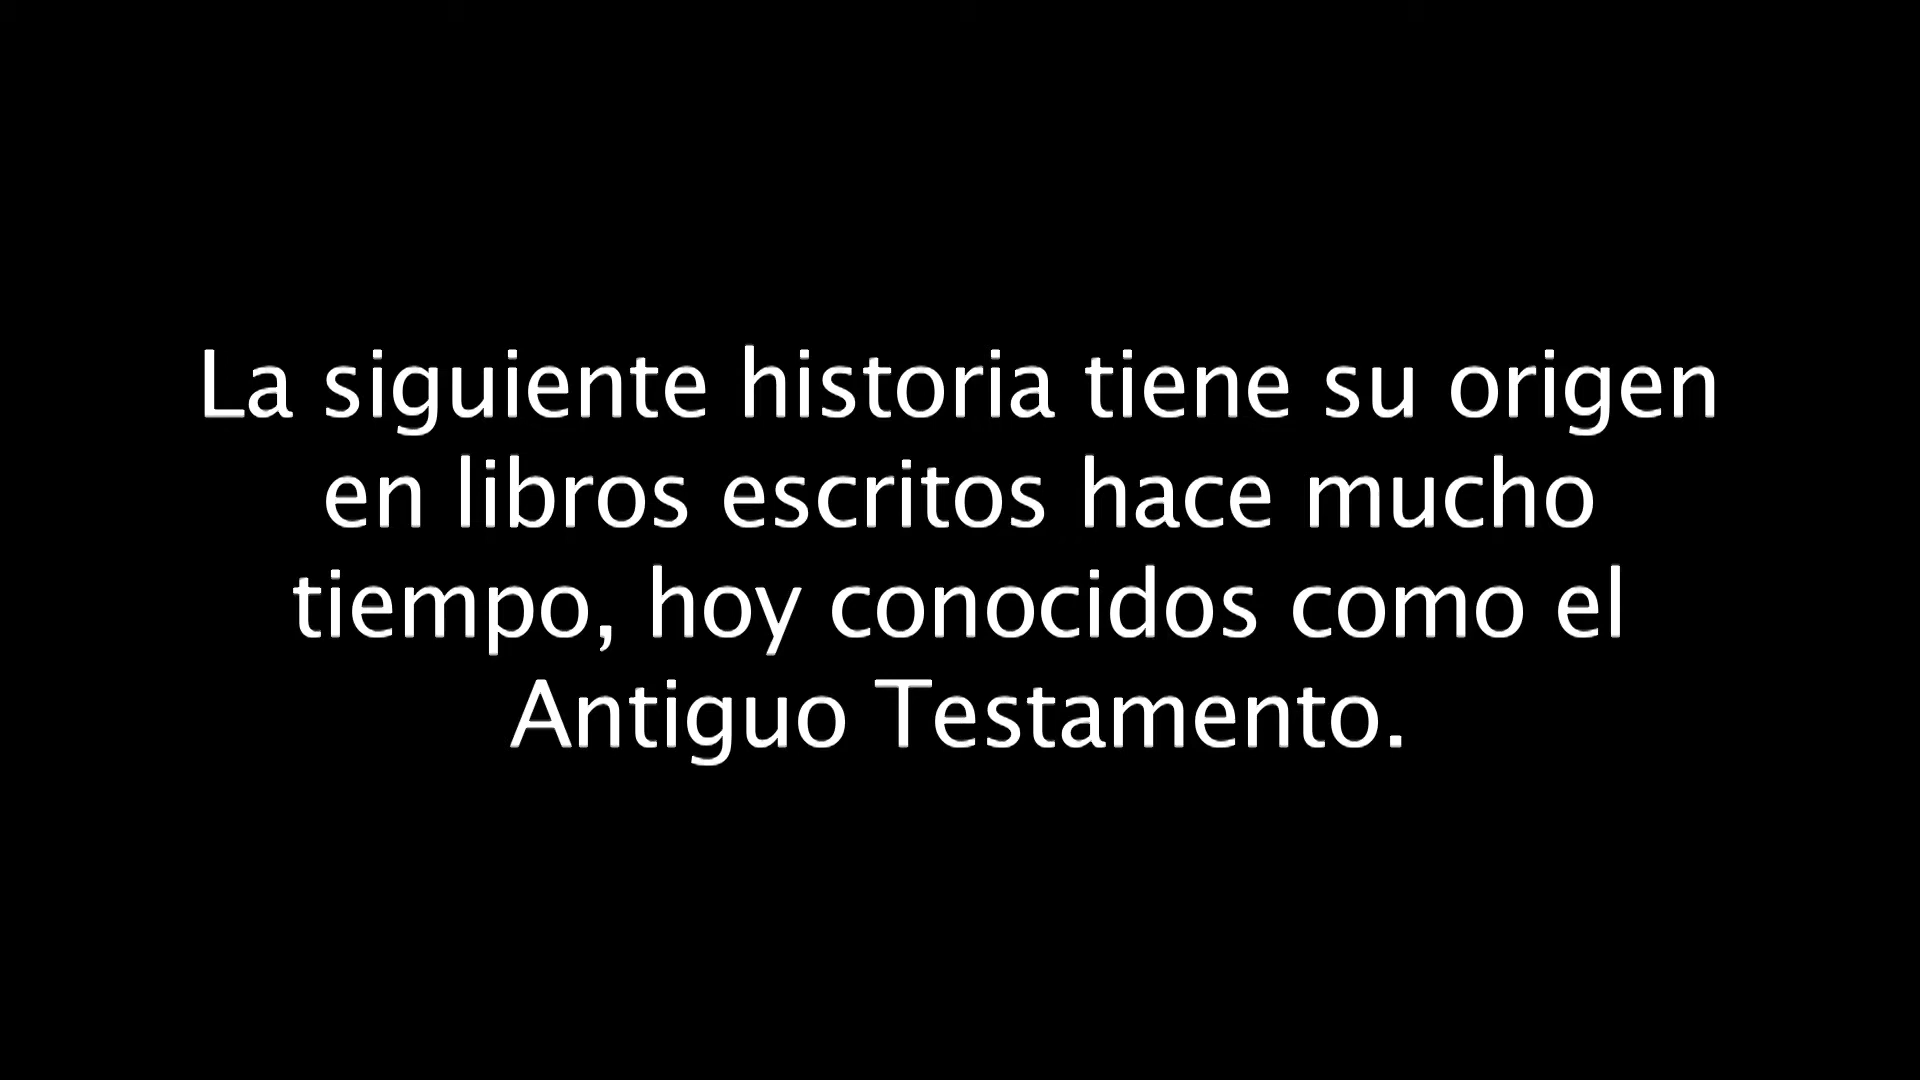 La siguiente historia tiene su origen
en libros escritos hace mucho
tiempo, hoy conocidos como el
Antiguo Testamento.